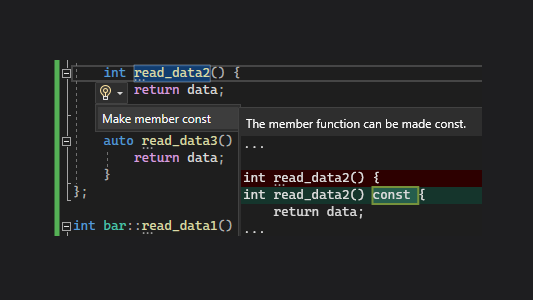 int read_data2() {
return data;
Make member const
auto read_data3()
return data;
}
};
int bar::read_data1()
The member function can be made const.
...
int read_data2() {
int read_data2() const {
return data;
...